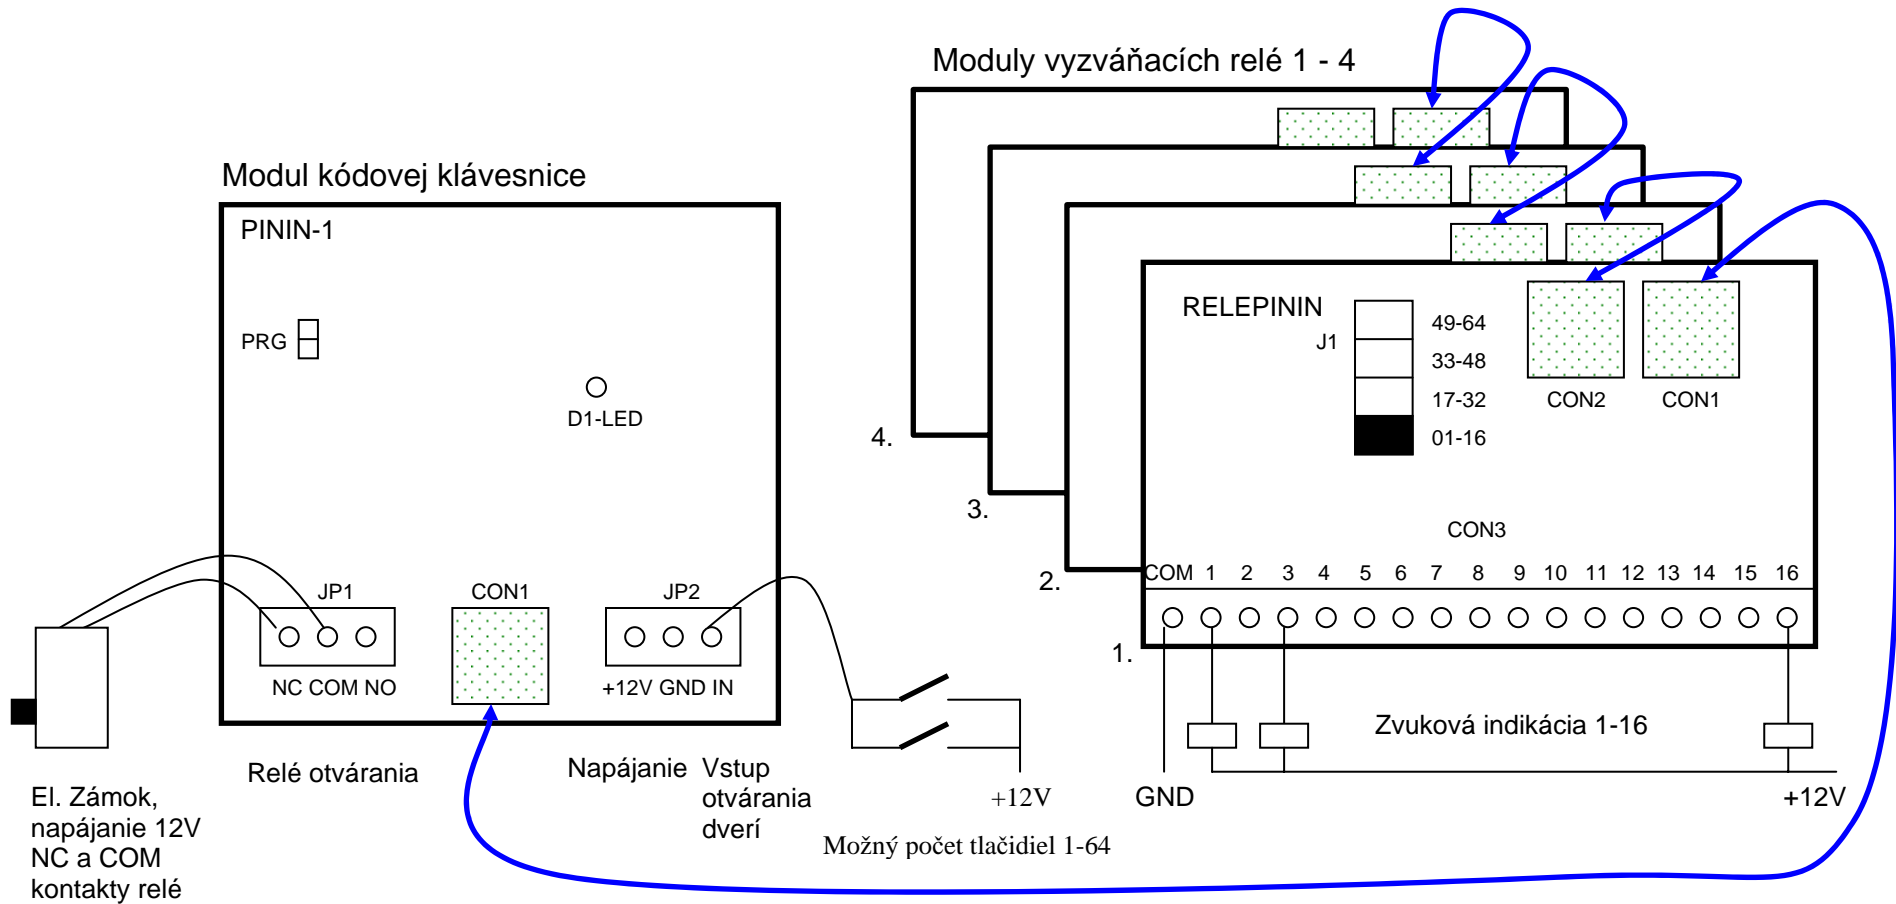 Moduly vyzváňacích relé 1 - 4
Modul kódovej klávesnice
PININ-1
PRG
D1-LED
JP1
CON1
JP2
NC COM NO
+12V GND IN
Relé otvárania
Napájanie
Vstup
otvárania
dverí
El. Zámok,
napájanie 12V
NC a COM
kontakty relé
+12V
Možný počet tlačidiel 1-64
4.
3.
2.
1.
RELEPININ
J1
49-64
33-48
17-32
01-16
CON2
CON1
CON3
COM 1 2 3 4 5 6 7 8 9 10 11 12 13 14 15 16
Zvuková indikácia 1-16
GND
+12V